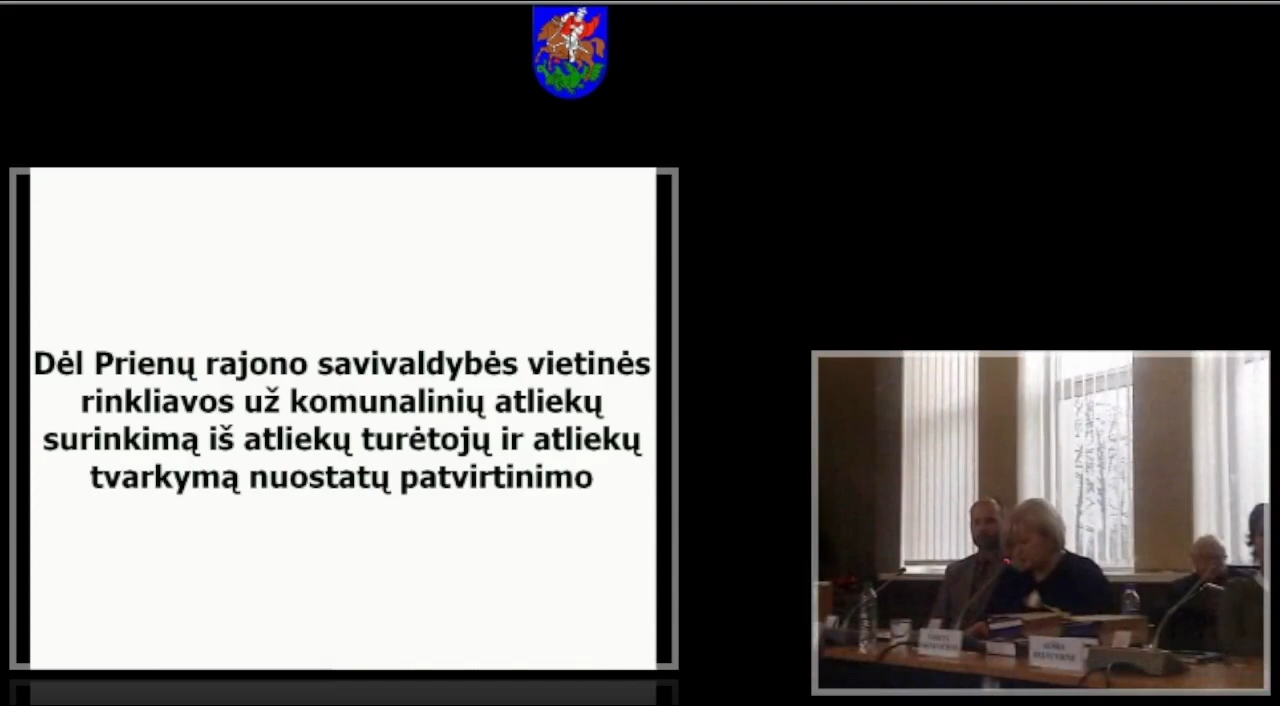 Dėl Prienų rajono savivaldybės vietinės
rinkliavos už komunalinių atliekų
surinkimą iš atliekų turėtojų ir atliekų
tvarkymą nuostatų patvirtinimo